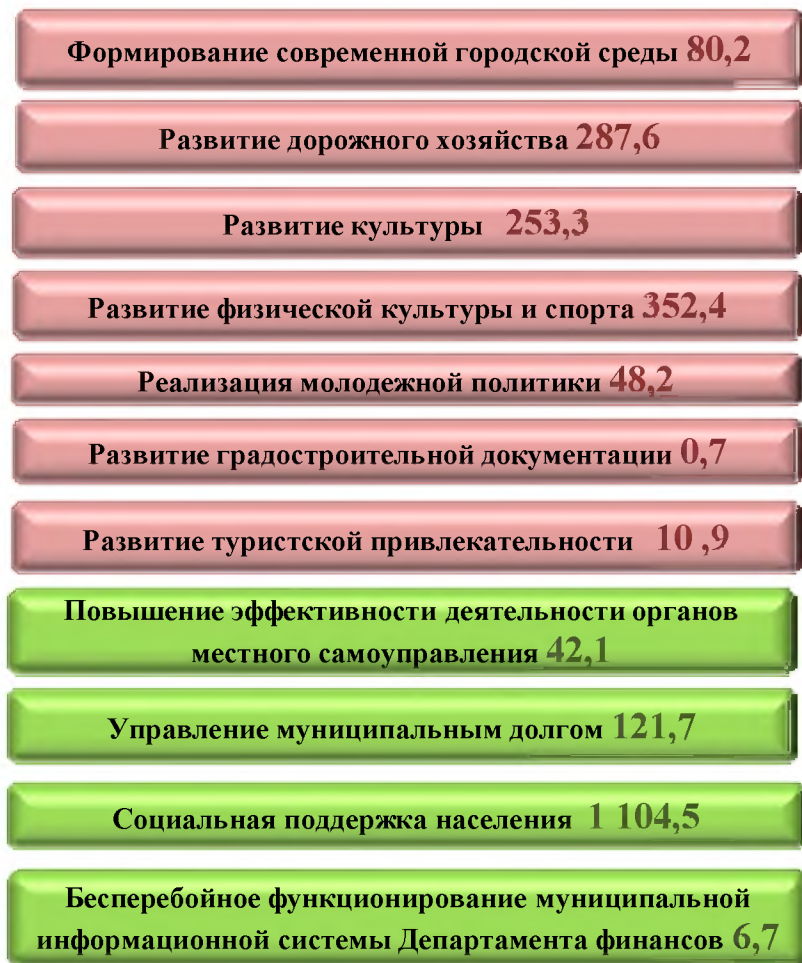 Формирование современной городской среды 80,2
Развитие дорожного хозяйства 287,6
Развитие культуры 253,3
Развитие физической культуры и спорта 352,4
Реализация молодежной политики 48,2
Развитие градостроительной документации 0,7
Развитие туристской привлекательности 10 ,9
Повышение эффективности деятельности органов
местного самоуправления 42,1
Управление муниципальным долгом 121,7
Социальная поддержка населения 1 104,5
Бесперебойное функционирование муниципальной
информационной системы Департамента финансов 6,7